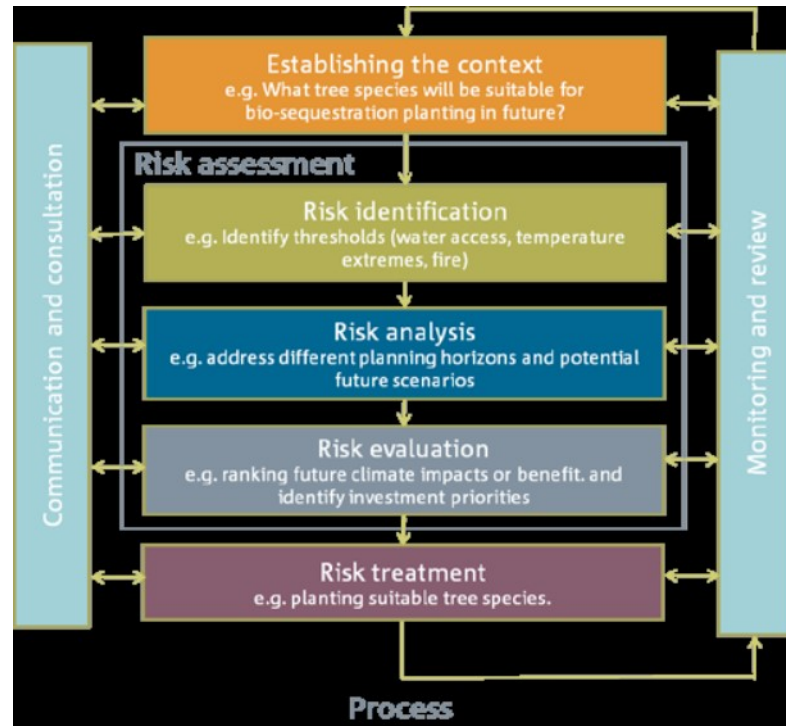 Establishing the context
e.g. What tree species will be suitable for
bio-sequestration planting in future?
Risk assessment
Risk identification
e.g. Identify thresholds (water access, temperature
extremes, fire)
Risk analysis
e.g. address different planning horizons and potential
future scenarios
Risk evaluation
e.g. ranking future climate impacts or benefit. and
identify investment priorities
Risk treatment
e.g. planting suitable tree species.
Communication and consultation
Monitoring and review
Process